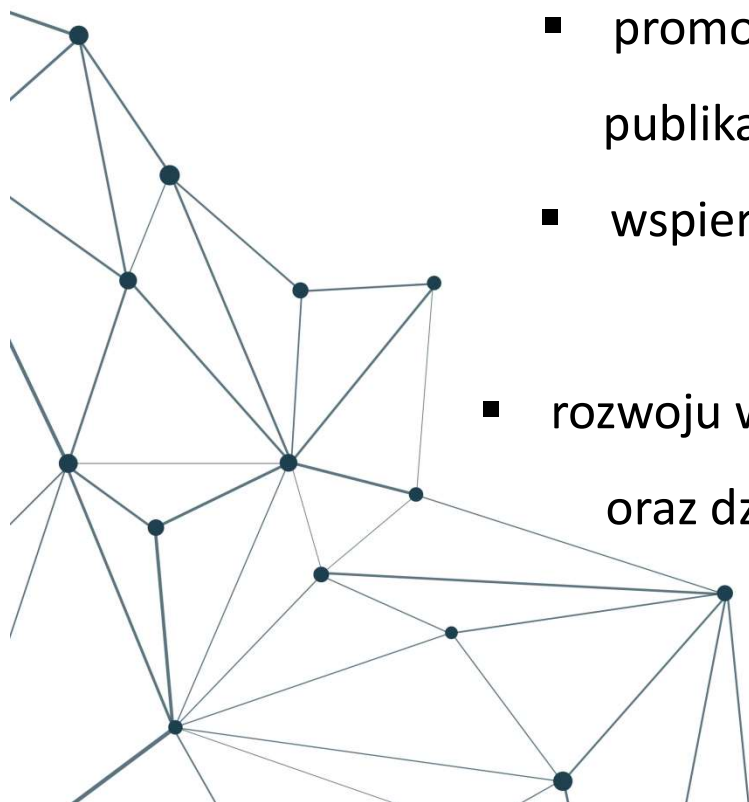 ▪ promo
publika
▪ wspier
▪ rozwoju w
oraz dz